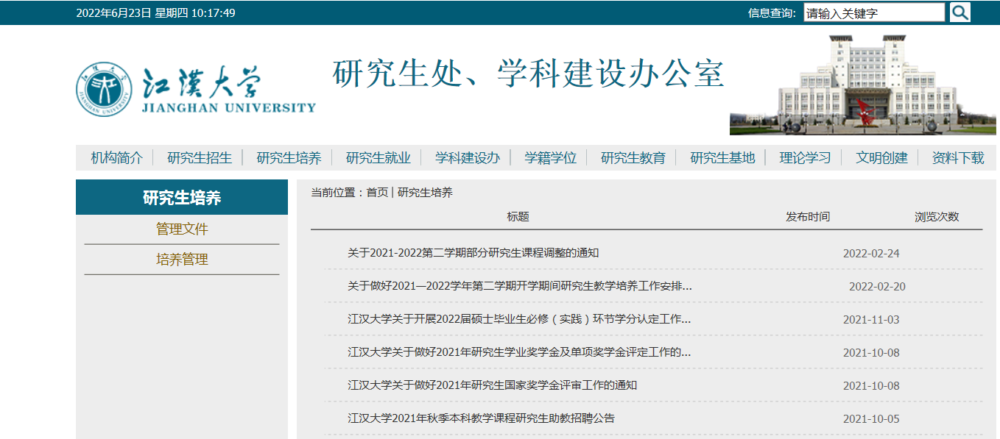 2022年6月23日 星期四 10:17:49
信息查询: 请输入关键字
江漢大学
JIANGHAN UNIVERSITY
研究生处、学科建设办公室
机构简介 研究生招生 研究生培养 研究生就业 学科建设办 学籍学位 研究生教育 研究生基地 理论学习 文明创建 资料下载
研究生培养
管理文件
培养管理
当前位置：首页 | 研究生培养
标题 发布时间 浏览次数
关于2021-2022第二学期部分研究生课程调整的通知 2022-02-24
关于做好2021—2022学年第二学期开学期间研究生教学培养工作安排... 2022-02-20
江汉大学关于开展2022届硕士毕业生必修（实践）环节学分认定工作... 2021-11-03
江汉大学关于做好2021年研究生学业奖学金及单项奖学金评定工作的... 2021-10-08
江汉大学关于做好2021年研究生国家奖学金评审工作的通知 2021-10-08
江汉大学2021年秋季本科教学课程研究生助教招聘公告 2021-10-05